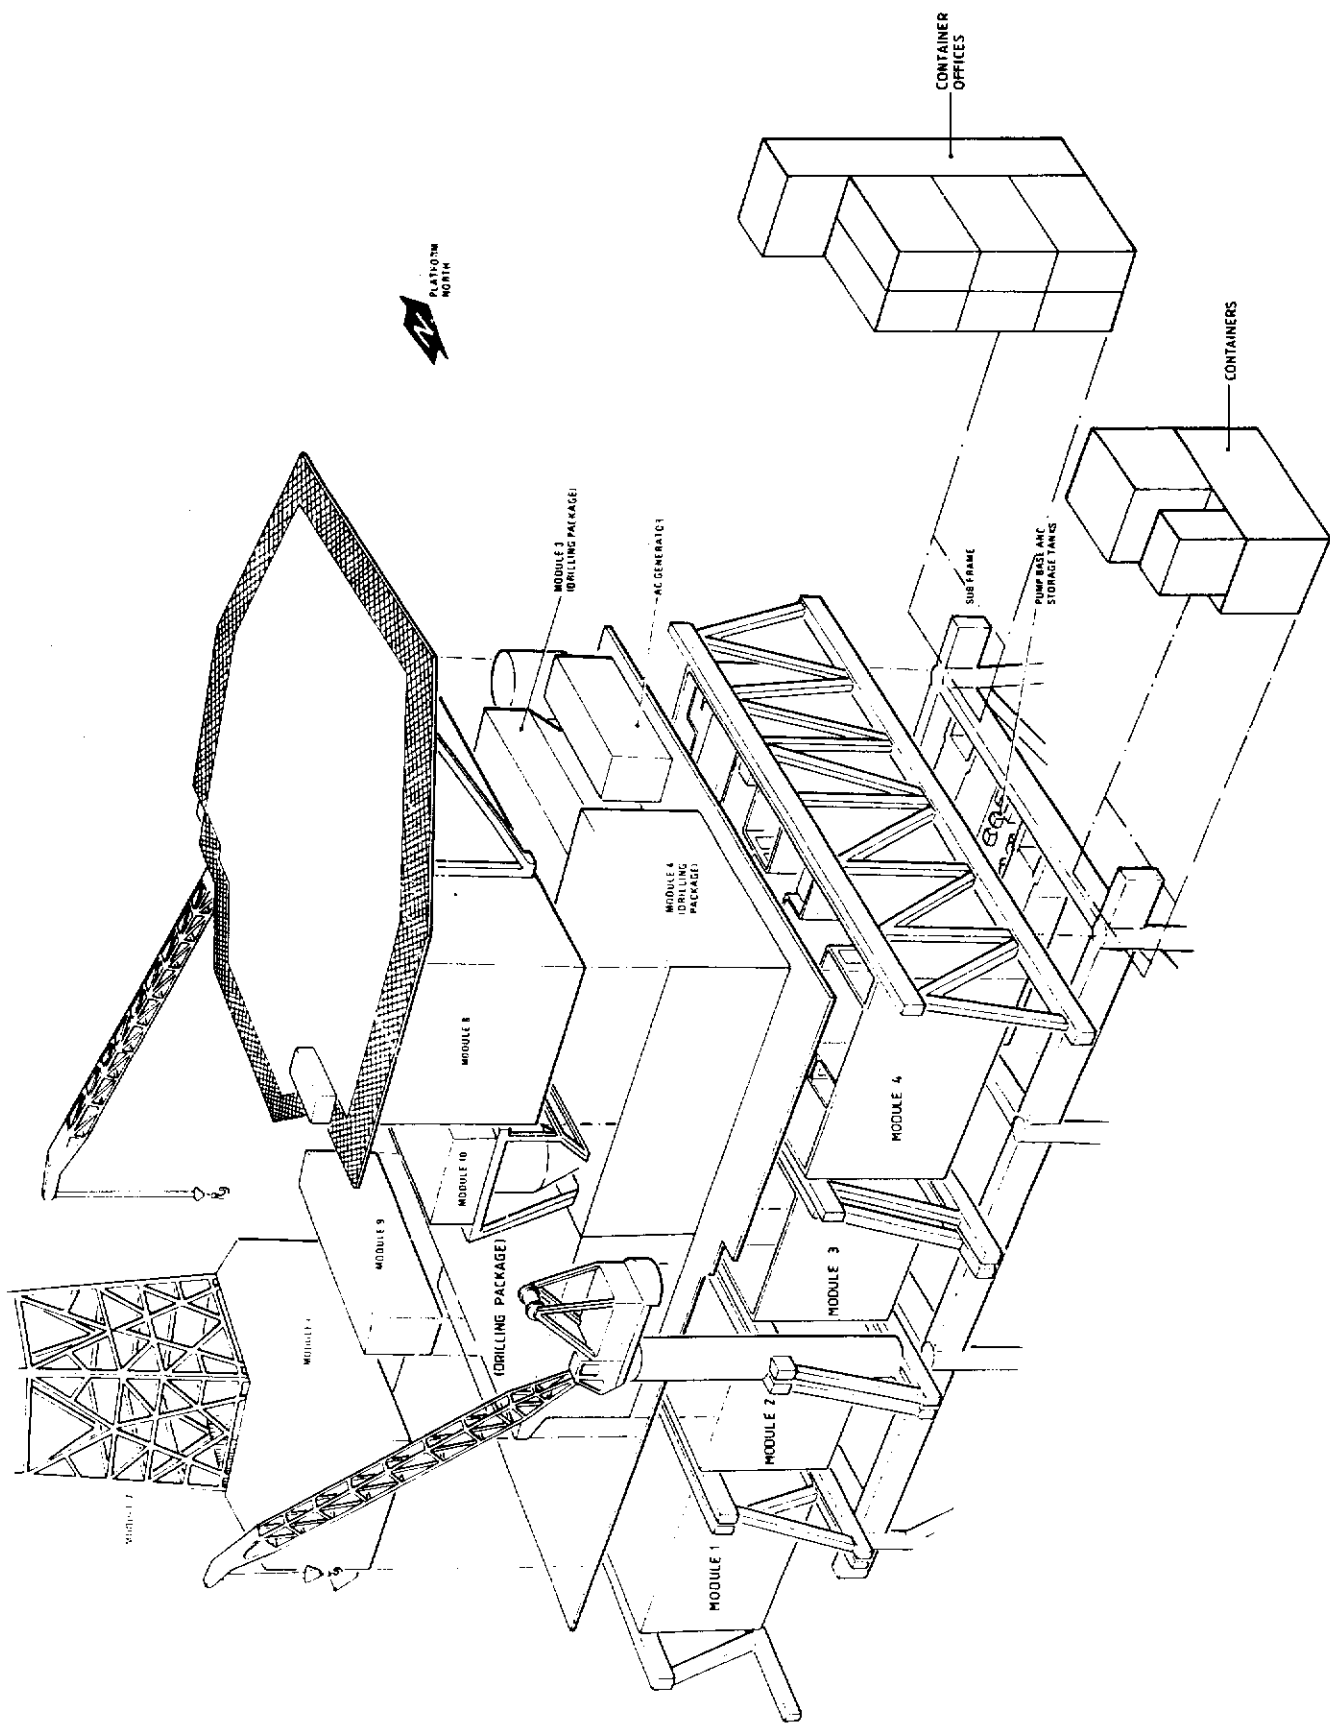 CONTAINER
OFFICES
PLATFORM
NORTH
CONTAINERS
MODULE 3
(DRILLING PACKAGE)
AC GENERATOR
SUB FRAME
PUMP BASE AND
STORAGE TANKS
MODULE 4
(DRILLING
PACKAGE)
MODULE 8
MODULE 10
MODULE 9
(DRILLING PACKAGE)
MODULE 4
MODULE 3
MODULE 2
MODULE 1
N